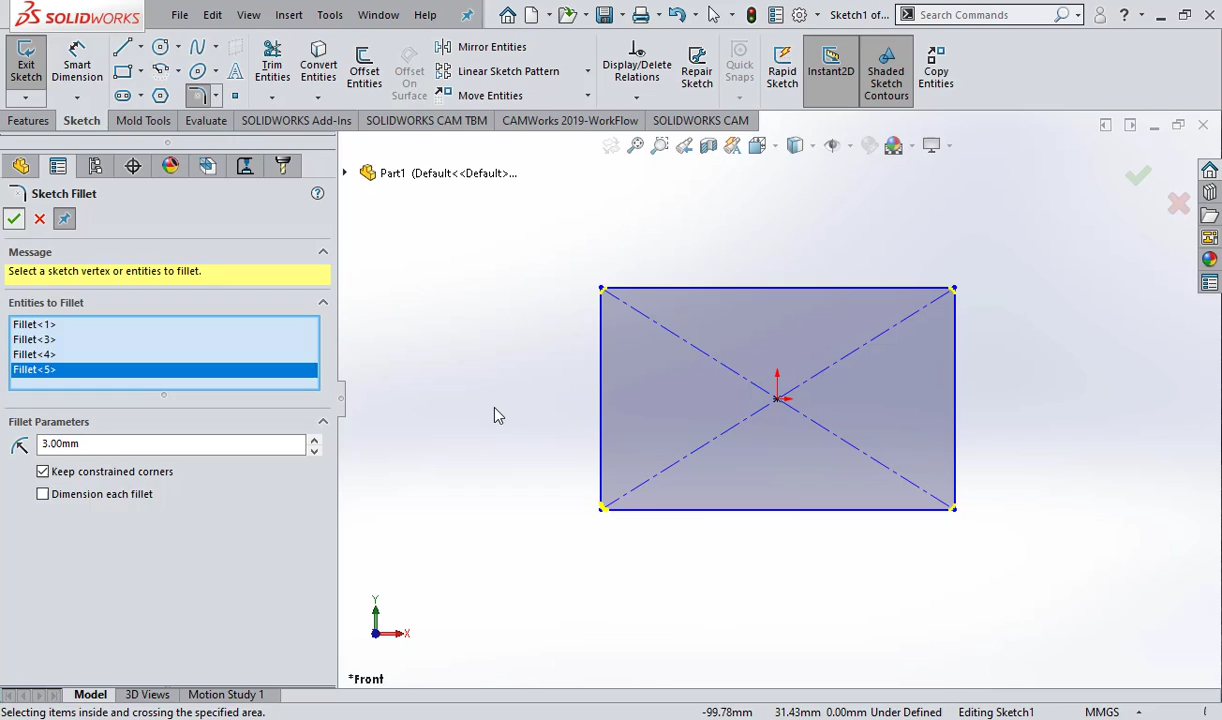 SOLIDWORKS File Edit View Insert Tools Window Help Sketch1 of... Search Commands ?
Exit Sketch
Smart Dimension
Trim Entities
Convert Entities
Offset Entities
Offset On Surface
Mirror Entities
Linear Sketch Pattern
Move Entities
Display/Delete Relations
Repair Sketch
Quick Snaps
Rapid Sketch
Instant2D
Shaded Sketch Contours
Copy Entities
Features Sketch Mold Tools Evaluate SOLIDWORKS Add-Ins SOLIDWORKS CAM TBM CAMWorks 2019-WorkFlow SOLIDWORKS CAM
Part1 (Default<<Default>...
Sketch Fillet
Message
Select a sketch vertex or entities to fillet.
Entities to Fillet
Fillet<1>
Fillet<3>
Fillet<4>
Fillet<5>
Fillet Parameters
3.00mm
Keep constrained corners
Dimension each fillet
Y
X
*Front
Model 3D Views Motion Study 1
Selecting items inside and crossing the specified area. -99.78mm 31.43mm 0.00mm Under Defined Editing Sketch1 MMGS